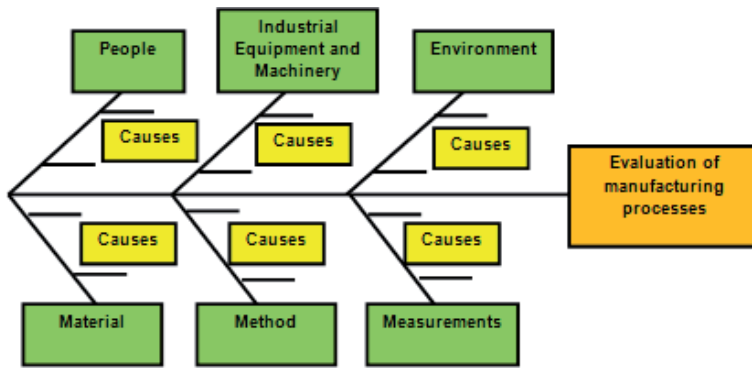 People
Industrial
Equipment and
Machinery
Environment
Causes
Causes
Causes
Evaluation of
manufacturing
processes
Causes
Causes
Causes
Material
Method
Measurements